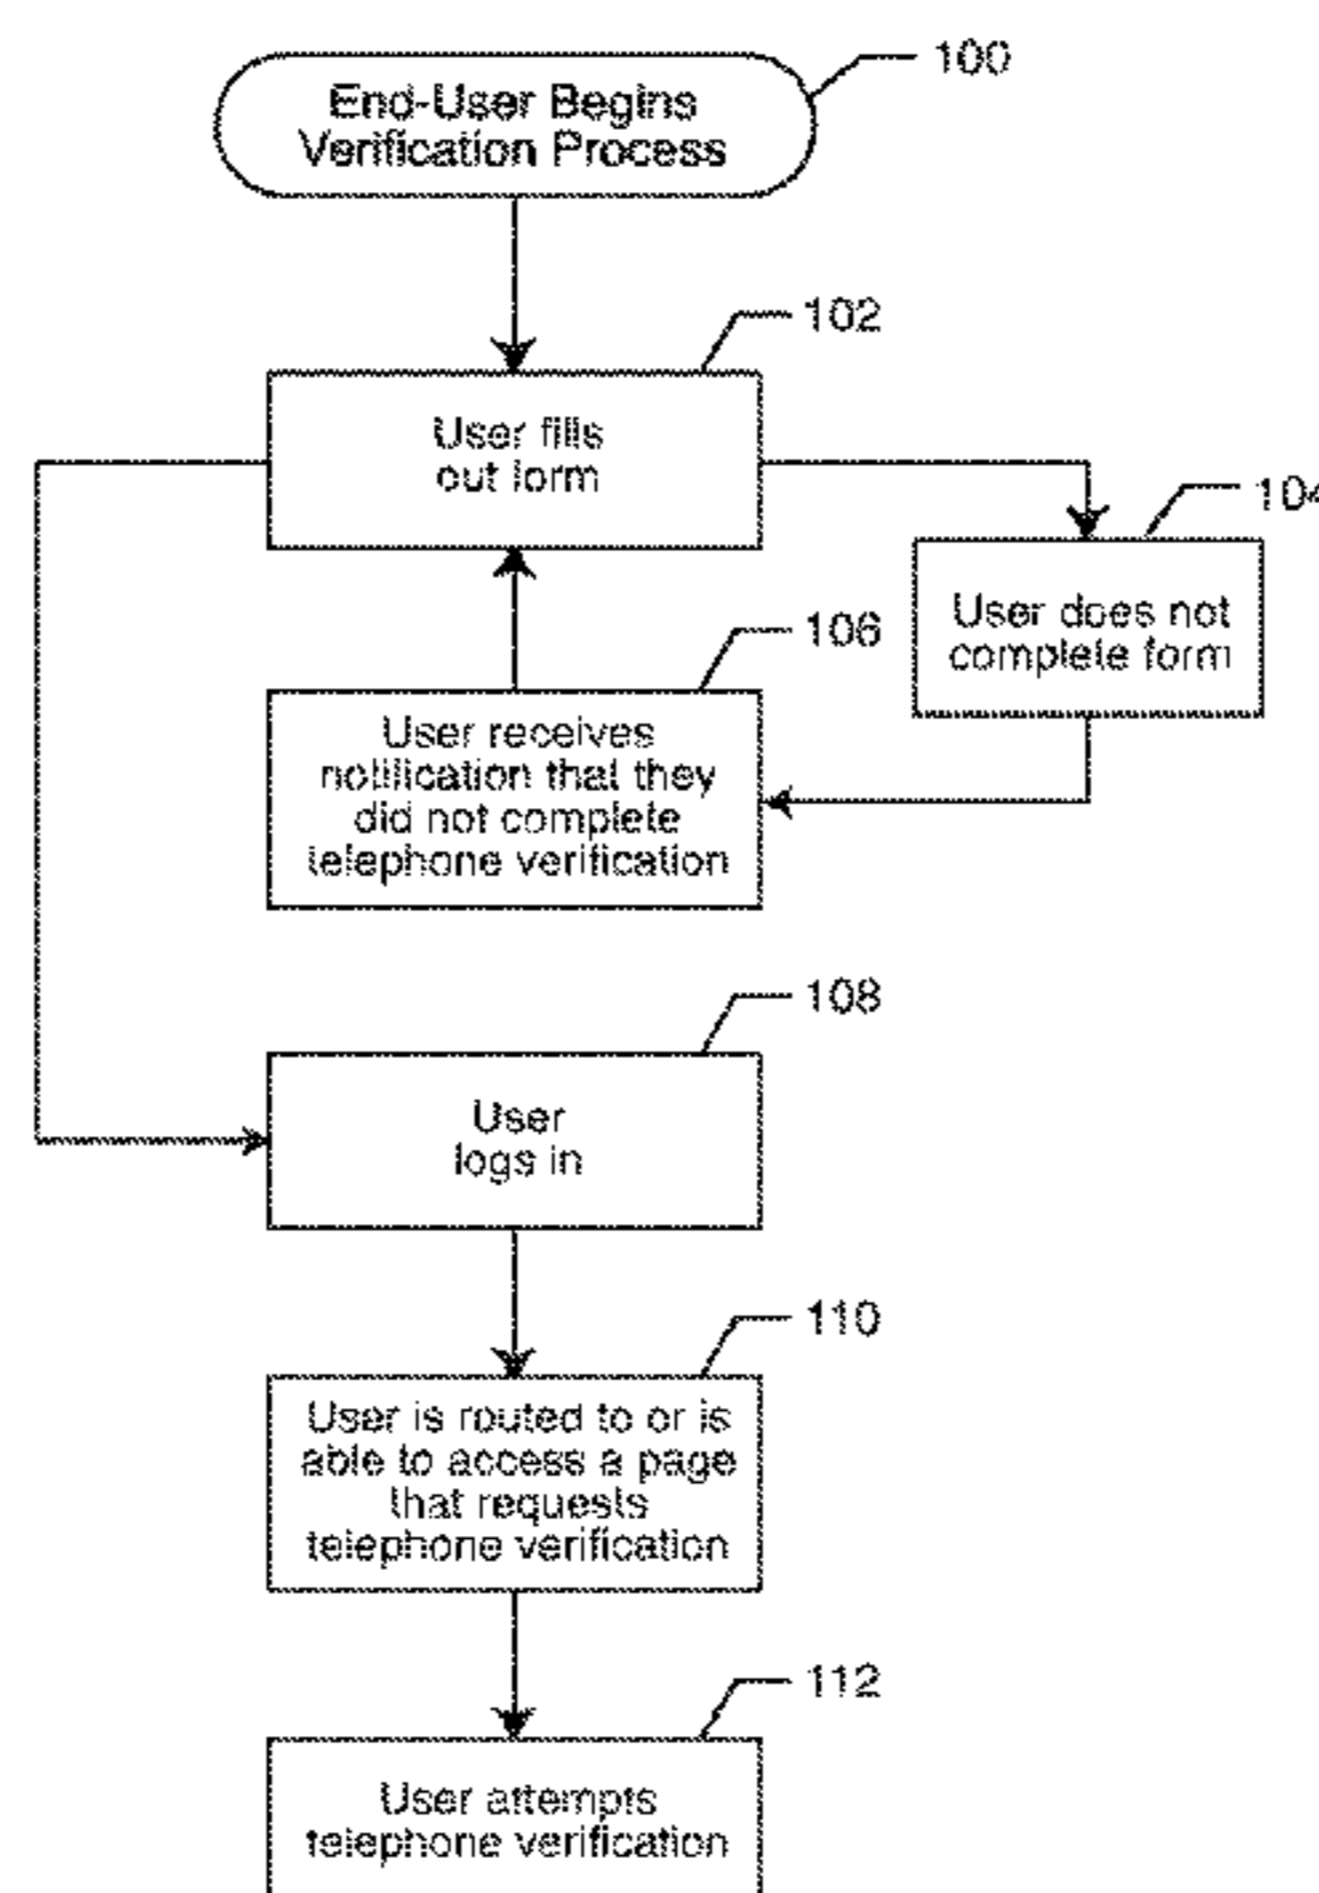 100
End-User Begins
Verification Process
102
User fills
out form
104
User does not
complete form
106
User receives
notification that they
did not complete
telephone verification
108
User
logs in
110
User is routed to or is
able to access a page
that requests
telephone verification
112
User attempts
telephone verification